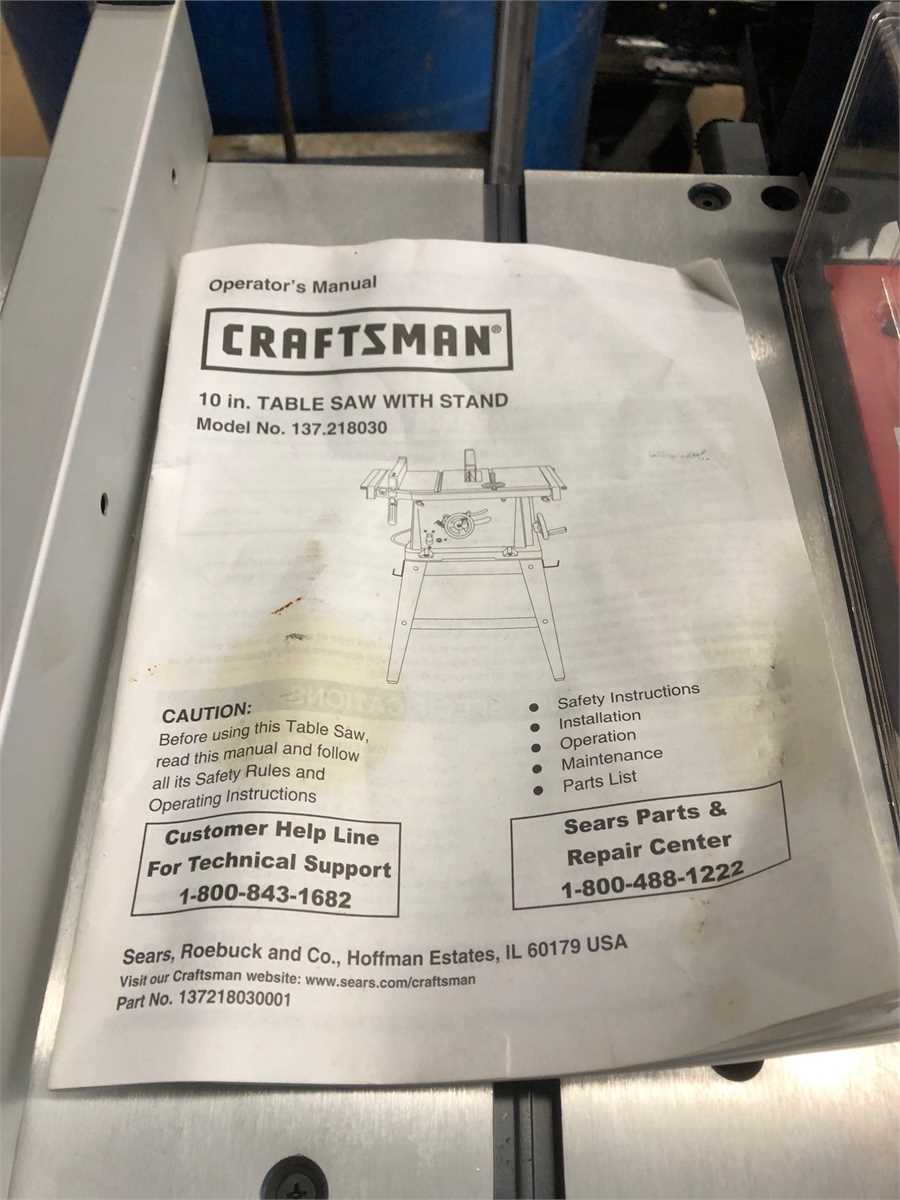 Operator's Manual
CRAFTSMAN®
10 in. TABLE SAW WITH STAND
Model No. 137.218030
CAUTION:
Before using this Table Saw,
read this manual and follow
all its Safety Rules and
Operating Instructions
● Safety Instructions
● Installation
● Operation
● Maintenance
● Parts List
Customer Help Line
For Technical Support
1-800-843-1682
Sears Parts &
Repair Center
1-800-488-1222
Sears, Roebuck and Co., Hoffman Estates, IL 60179 USA
Visit our Craftsman website: www.sears.com/craftsman
Part No. 137218030001